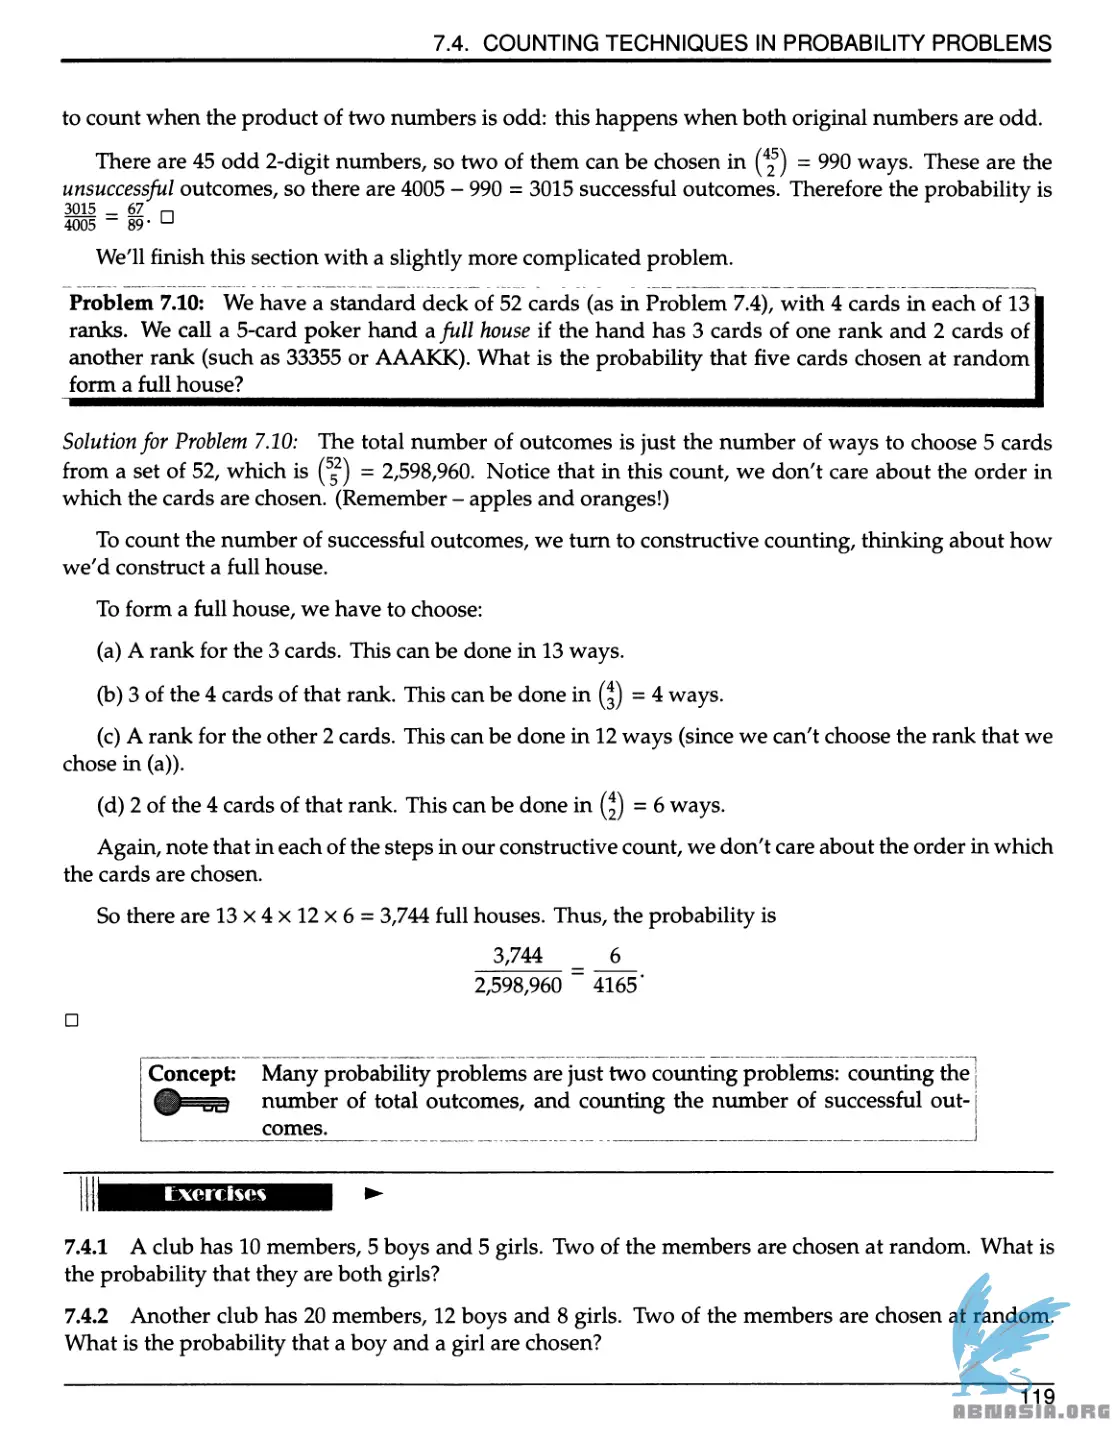 7.4. COUNTING TECHNIQUES IN PROBABILITY PROBLEMS
to count when the product of two numbers is odd: this happens when both original numbers are odd.
There are 45 odd 2-digit numbers, so two of them can be chosen in (45 2) = 990 ways. These are the
unsuccessful outcomes, so there are 4005 – 990 = 3015 successful outcomes. Therefore the probability is
3015/4005 = 67/89. □
We'll finish this section with a slightly more complicated problem.
Problem 7.10: We have a standard deck of 52 cards (as in Problem 7.4), with 4 cards in each of 13
ranks. We call a 5-card poker hand a full house if the hand has 3 cards of one rank and 2 cards of
another rank (such as 33355 or AAAKK). What is the probability that five cards chosen at random
form a full house?
Solution for Problem 7.10: The total number of outcomes is just the number of ways to choose 5 cards
from a set of 52, which is (52 5) = 2,598,960. Notice that in this count, we don't care about the order in
which the cards are chosen. (Remember – apples and oranges!)
To count the number of successful outcomes, we turn to constructive counting, thinking about how
we'd construct a full house.
To form a full house, we have to choose:
(a) A rank for the 3 cards. This can be done in 13 ways.
(b) 3 of the 4 cards of that rank. This can be done in (4 3) = 4 ways.
(c) A rank for the other 2 cards. This can be done in 12 ways (since we can't choose the rank that we
chose in (a)).
(d) 2 of the 4 cards of that rank. This can be done in (4 2) = 6 ways.
Again, note that in each of the steps in our constructive count, we don't care about the order in which
the cards are chosen.
So there are 13 × 4 × 12 × 6 = 3,744 full houses. Thus, the probability is
3,744/2,598,960 = 6/4165.
□
Concept: Many probability problems are just two counting problems: counting the
number of total outcomes, and counting the number of successful out-
comes.
Exercises ►
7.4.1 A club has 10 members, 5 boys and 5 girls. Two of the members are chosen at random. What is
the probability that they are both girls?
7.4.2 Another club has 20 members, 12 boys and 8 girls. Two of the members are chosen at random.
What is the probability that a boy and a girl are chosen?
119
ABNASIA.ORG